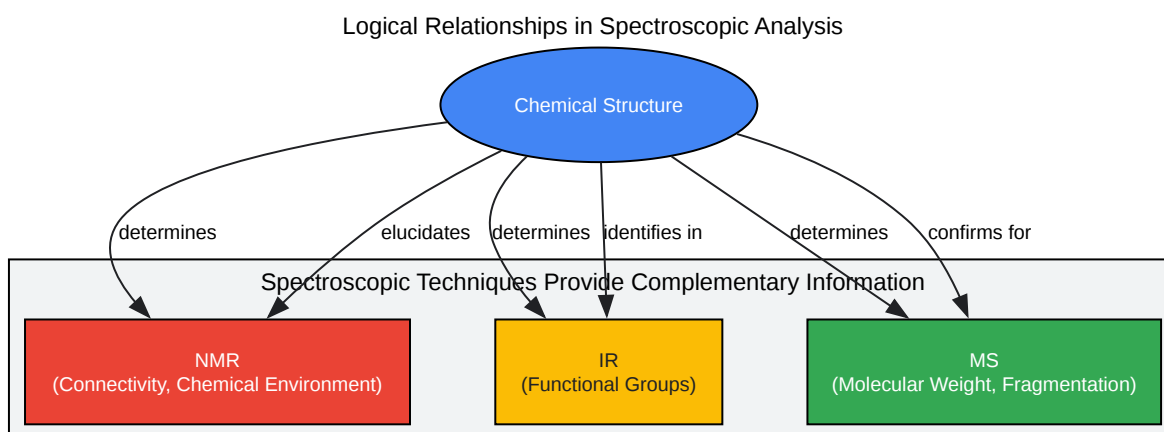 Logical Relationships in Spectroscopic Analysis
Chemical Structure
determines
elucidates
determines
identifies in
determines
confirms for
Spectroscopic Techniques Provide Complementary Information
NMR
(Connectivity, Chemical Environment)
IR
(Functional Groups)
MS
(Molecular Weight, Fragmentation)